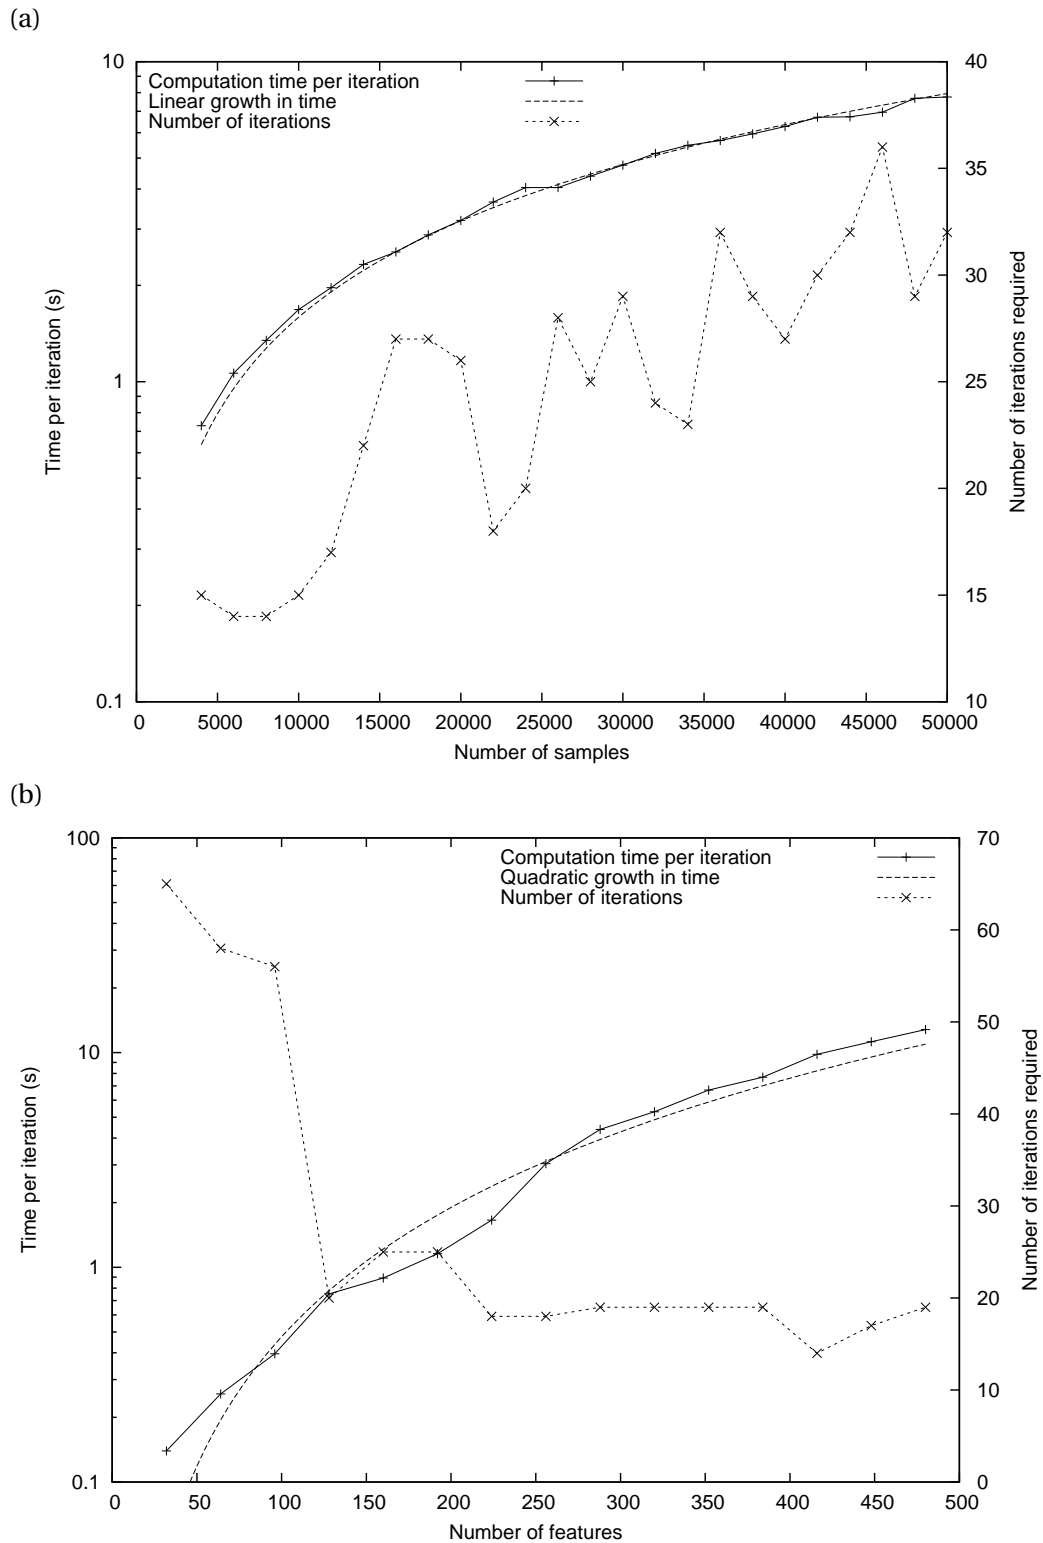 (a)
10
1
0.1
Time per iteration (s)
Computation time per iteration
Linear growth in time
Number of iterations
40
35
30
25
20
15
10
Number of iterions required
0 5000 10000 15000 20000 25000 30000 35000 40000 45000 50000
Number of samples
(b)
100
10
1
0.1
Time per iteration (s)
Computation time per iteration
Quadratic growth in time
Number of iterations
70
60
50
40
30
20
10
0
Number of iterions required
0 50 100 150 200 250 300 350 400 450 500
Number of features